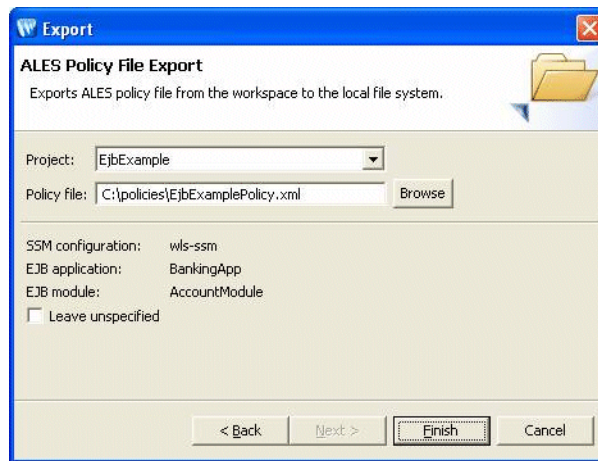 Export
ALES Policy File Export
Exports ALES policy file from the workspace to the local file system.
Project: EjbExample
Policy file: C:\policies\EjbExamplePolicy.xml Browse
SSM configuration: wls-ssm
EJB application: BankingApp
EJB module: AccountModule
Leave unspecified
< Back Next > Finish Cancel